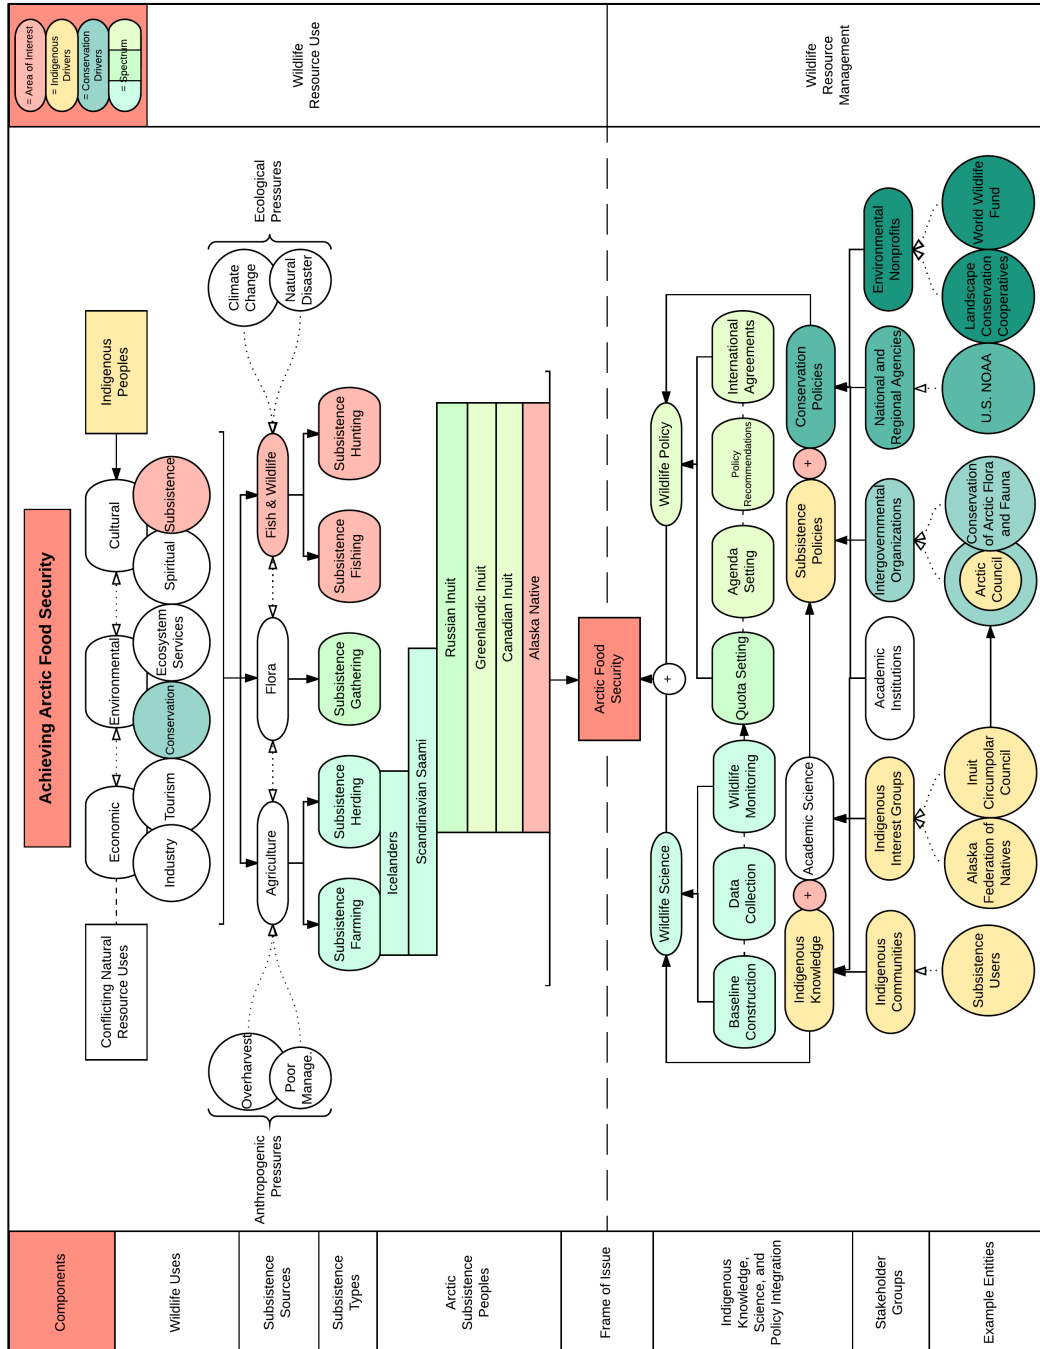 Achieving Arctic Food Security
= Area of Interest
= Indigenous
Drivers
= Conservation
Drivers
= Spectrum
Components
Wildlife Uses
Subsistence
Sources
Subsistence
Types
Arctic
Subsistence
Peoples
Frame of Issue
Indigenous
Knowledge,
Science, and
Policy Integration
Stakeholder
Groups
Example Entities
Wildlife
Resource Use
Wildlife
Resource
Management
Conflicting Natural
Resource Uses
Economic
Environmental
Cultural
Indigenous
Peoples
Industry
Tourism
Conservation
Ecosystem
Services
Spiritual
Subsistence
Anthropogenic
Pressures
Overharvest
Poor
Manage.
Agriculture
Flora
Fish & Wildlife
Climate
Change
Natural
Disaster
Ecological
Pressures
Subsistence
Farming
Subsistence
Herding
Subsistence
Gathering
Subsistence
Fishing
Subsistence
Hunting
Icelanders
Scandinavian Saami
Russian Inuit
Greenlandic Inuit
Canadian Inuit
Alaska Native
Arctic Food
Security
Wildlife Science
+
Wildlife Policy
Baseline
Construction
Data
Collection
Wildlife
Monitoring
Quota Setting
Agenda
Setting
Policy
Recommendations
International
Agreements
Indigenous
Knowledge
+
Academic Science
Subsistence
Policies
+
Conservation
Policies
Indigenous
Communities
Indigenous
Interest Groups
Academic
Institutions
Intergovernmental
Organizations
National and
Regional Agencies
Environmental
Nonprofits
Subsistence
Users
Alaska
Federation of
Natives
Inuit
Circumpolar
Council
Arctic
Council
Conservation
of Arctic Flora
and Fauna
U.S. NOAA
Landscape
Conservation
Cooperatives
World Wildlife
Fund